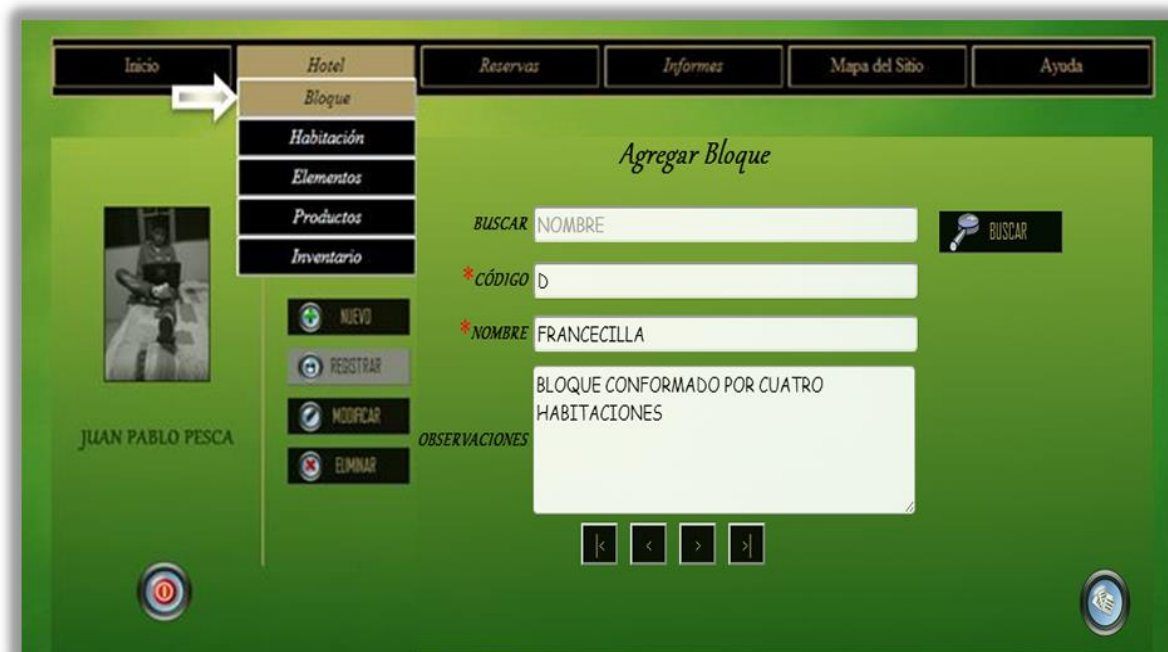 Inicio
Hotel
Reservas
Informes
Mapa del Sitio
Ayuda
Bloque
Habitación
Elementos
Productos
Inventario
Agregar Bloque
BUSCAR NOMBRE
BUSCAR
*CÓDIGO D
*NOMBRE FRANCECILLA
OBSERVACIONES
BLOQUE CONFORMADO POR CUATRO
HABITACIONES
NUEVO
REGISTRAR
MODIFICAR
ELIMINAR
JUAN PABLO PESCA
|< < > >|